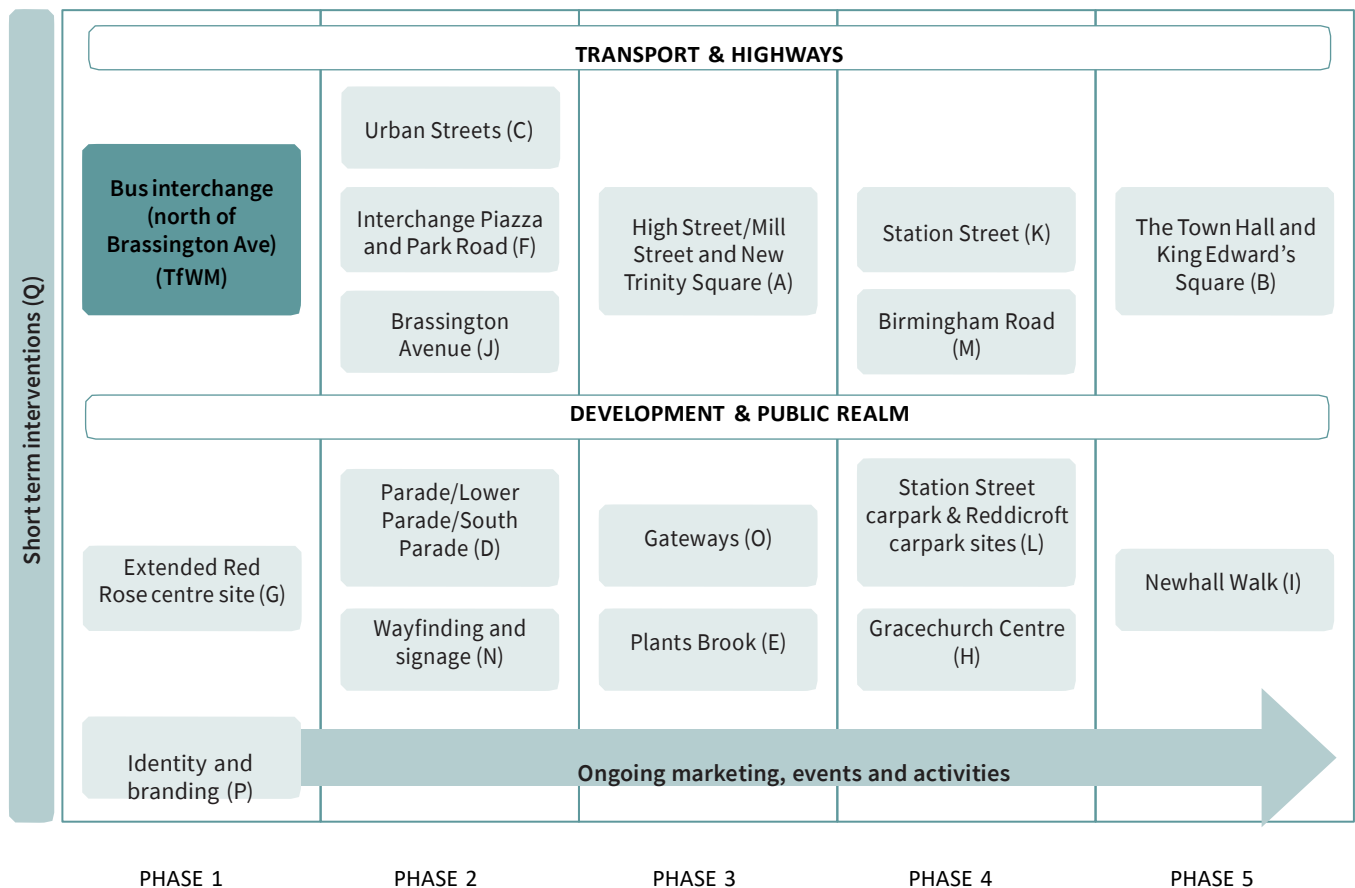 Short term interventions (Q)
TRANSPORT & HIGHWAYS
Bus interchange
(north of
Brassington Ave)
(TfWM)
Urban Streets (C)
Interchange Piazza
and Park Road (F)
Brassington
Avenue (J)
High Street/Mill
Street and New
Trinity Square (A)
Station Street (K)
Birmingham Road
(M)
The Town Hall and
King Edward's
Square (B)
DEVELOPMENT & PUBLIC REALM
Extended Red
Rose centre site (G)
Parade/Lower
Parade/South
Parade (D)
Wayfinding and
signage (N)
Gateways (O)
Plants Brook (E)
Station Street
carpark & Reddicroft
carpark sites (L)
Gracechurch Centre
(H)
Newhall Walk (I)
Identity and
branding (P)
Ongoing marketing, events and activities
PHASE 1
PHASE 2
PHASE 3
PHASE 4
PHASE 5